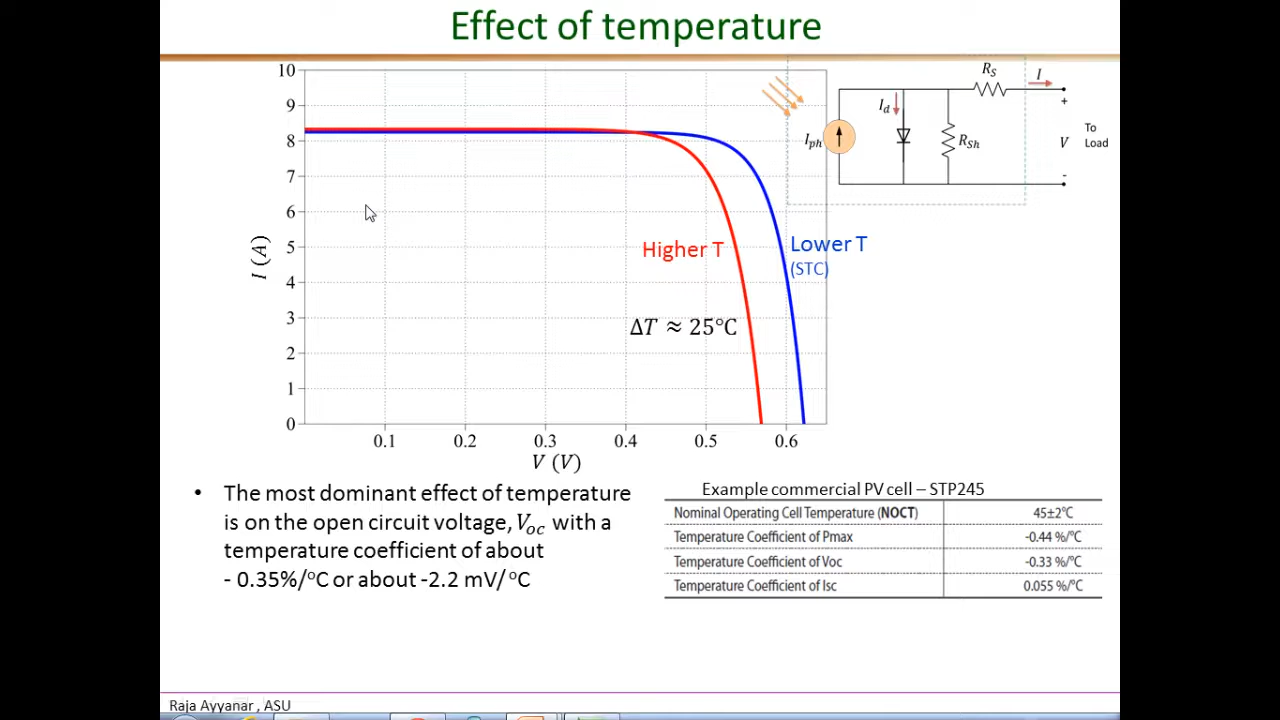 Effect of temperature
10
9
8
7
6
5
4
3
2
1
0
I (A)
0.1
0.2
0.3
0.4
0.5
0.6
V (V)
Higher T
Lower T
(STC)
ΔT ≈ 25°C
R_S
I
I_d
+
I_ph
R_Sh
V
To
Load
-
• The most dominant effect of temperature
is on the open circuit voltage, V_oc with a
temperature coefficient of about
- 0.35%/°C or about -2.2 mV/°C
Example commercial PV cell – STP245
Nominal Operating Cell Temperature (NOCT) 45±2°C
Temperature Coefficient of Pmax -0.44 %/°C
Temperature Coefficient of Voc -0.33 %/°C
Temperature Coefficient of Isc 0.055 %/°C
Raja Ayyanar , ASU